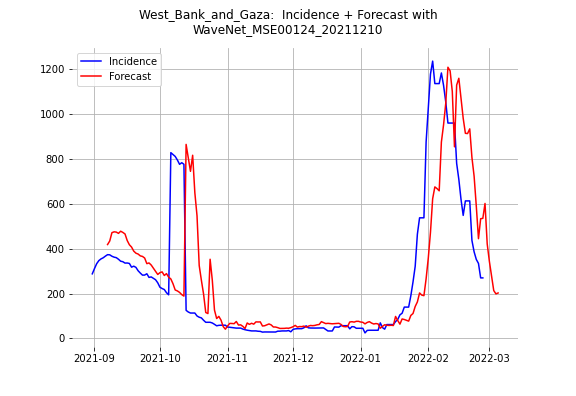 West_Bank_and_Gaza:  Incidence + Forecast with
WaveNet_MSE00124_20211210
Incidence
Forecast
1200
1000
800
600
400
200
0
2021-09 2021-10 2021-11 2021-12 2022-01 2022-02 2022-03